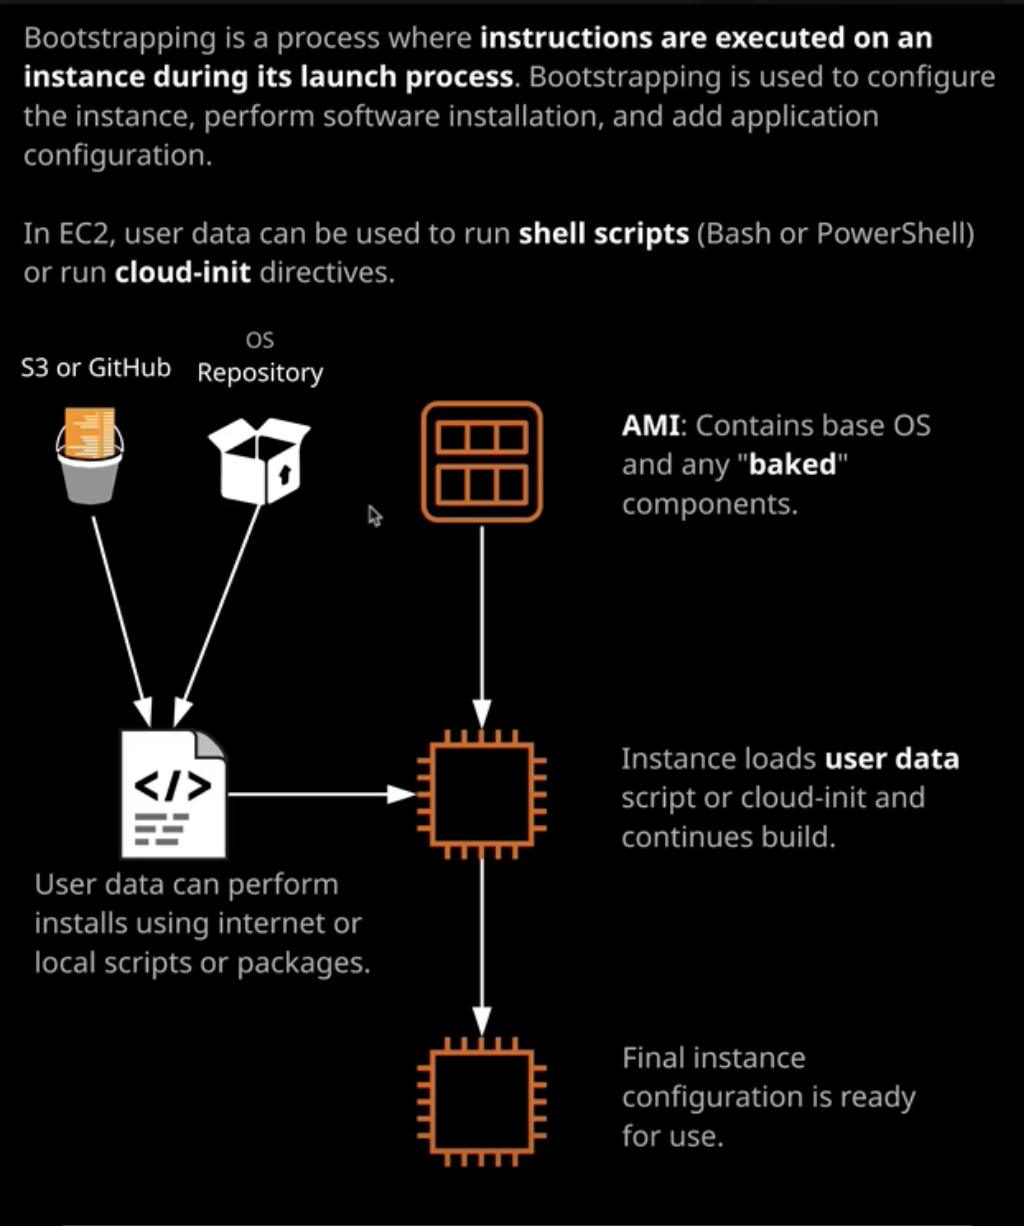 Bootstrapping is a process where instructions are executed on an
instance during its launch process. Bootstrapping is used to configure
the instance, perform software installation, and add application
configuration.
In EC2, user data can be used to run shell scripts (Bash or PowerShell)
or run cloud-init directives.
S3 or GitHub
OS
Repository
AMI: Contains base OS
and any "baked"
components.
</>
Instance loads user data
script or cloud-init and
continues build.
User data can perform
installs using internet or
local scripts or packages.
Final instance
configuration is ready
for use.